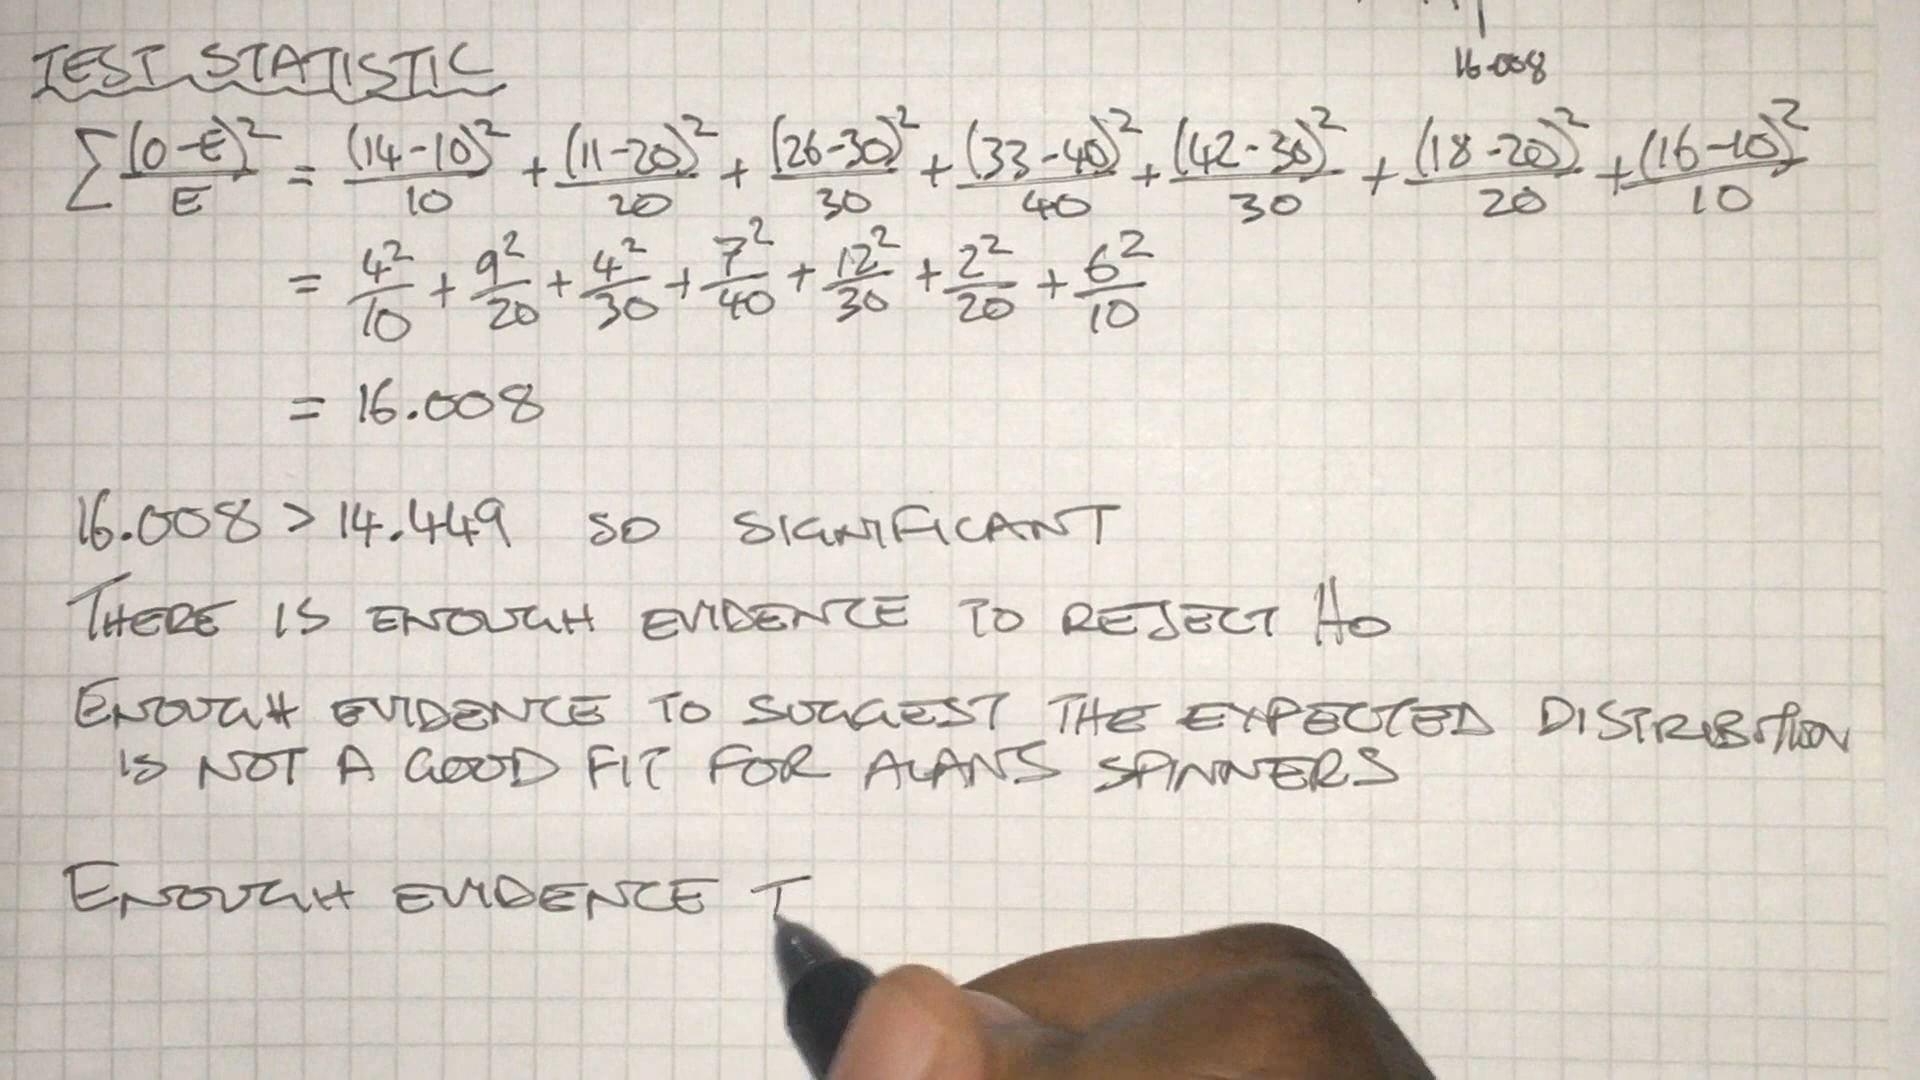 16.008
TEST STATISTIC
∑ (O-E)²/E = (14-10)²/10 + (11-20)²/20 + (26-30)²/30 + (33-40)²/40 + (42-30)²/30 + (18-20)²/20 + (16-10)²/10
= 4²/10 + 9²/20 + 4²/30 + 7²/40 + 12²/30 + 2²/20 + 6²/10
= 16.008
16.008 > 14.449 SO SIGNIFICANT
THERE IS ENOUGH EVIDENCE TO REJECT H₀
ENOUGH EVIDENCE TO SUGGEST THE EXPECTED DISTRIBUTION
IS NOT A GOOD FIT FOR ALANS SPINNERS
ENOUGH EVIDENCE T